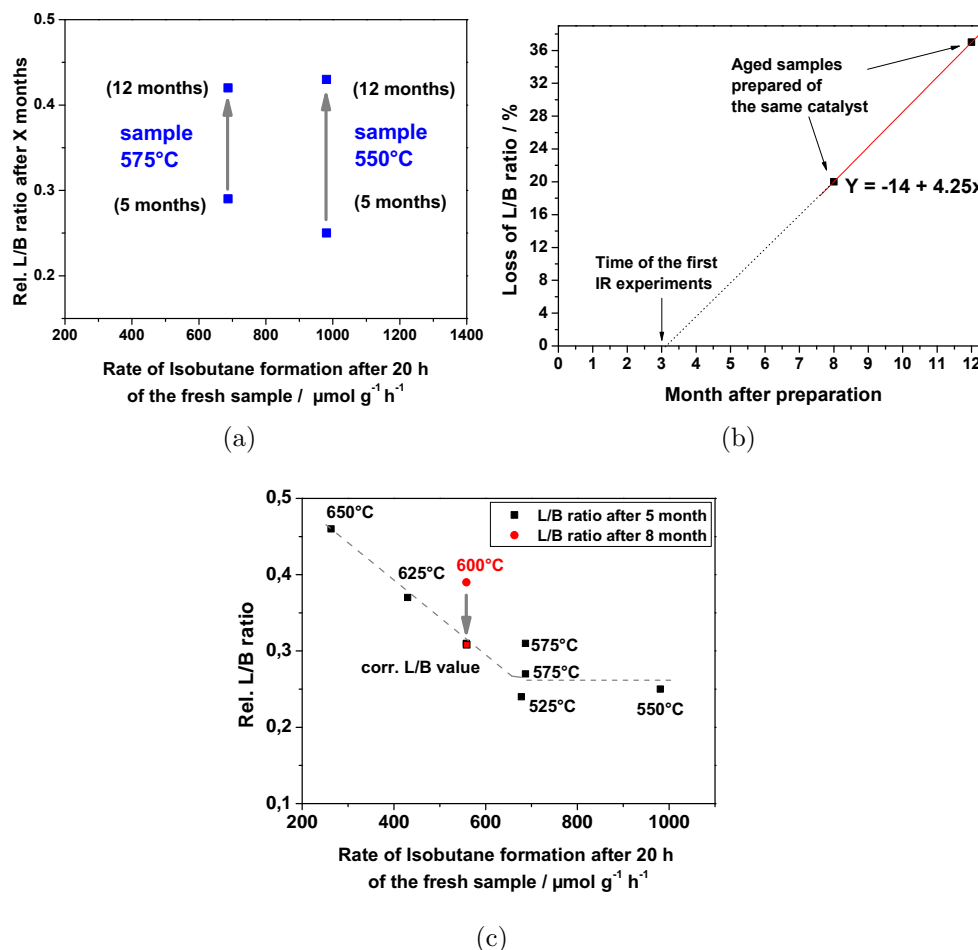 Rel. L/B ratio after X months
0.4
0.3
0.2
(12 months)
sample
575°C
(5 months)
(12 months)
sample
550°C
(5 months)
200 400 600 800 1000 1200 1400
Rate of Isobutane formation after 20 h
of the fresh sample / µmol g⁻¹ h⁻¹
(a)
Loss of L/B ratio / %
36
32
28
24
20
16
12
8
4
0
Aged samples
prepared of
the same catalyst
Y = -14 + 4.25x
Time of the first
IR experiments
0 1 2 3 4 5 6 7 8 9 10 11 12
Month after preparation
(b)
Rel. L/B ratio
0,5
0,4
0,3
0,2
0,1
L/B ratio after 5 month
L/B ratio after 8 month
650°C
625°C
600°C
corr. L/B value
575°C
575°C
525°C
550°C
200 400 600 800 1000
Rate of Isobutane formation after 20 h
of the fresh sample / µmol g⁻¹ h⁻¹
(c)